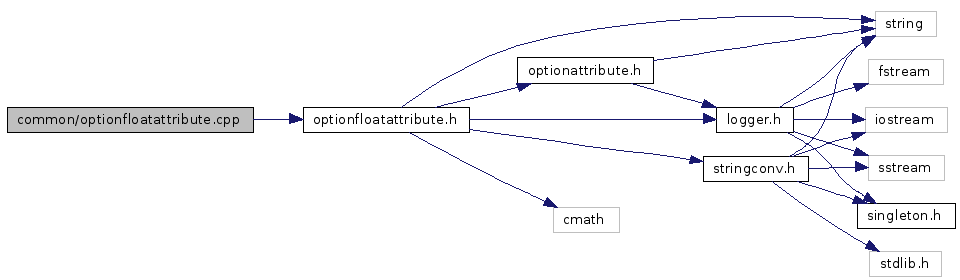 string
optionattribute.h
fstream
common/optionfloatattribute.cpp
optionfloatattribute.h
logger.h
iostream
stringconv.h
sstream
cmath
singleton.h
stdlib.h